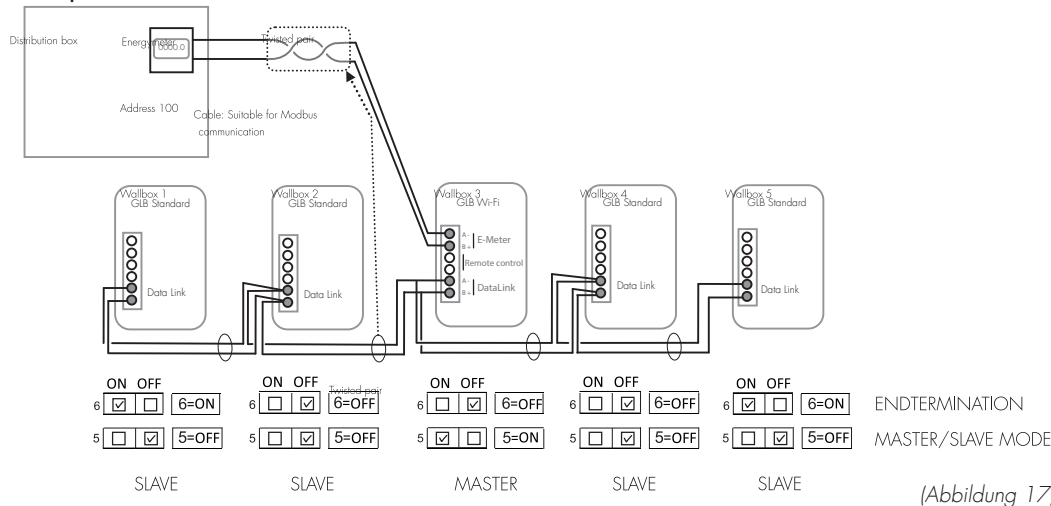 Distribution box
Energymeter
0000.0
Twisted pair
Address 100
Cable: Suitable for Modbus
communication
Wallbox 1
GLB Standard
Data Link
Wallbox 2
GLB Standard
Data Link
Wallbox 3
GLB Wi-Fi
A-
B+
E-Meter
Remote control
A-
B+
DataLink
Wallbox 4
GLB Standard
Data Link
Wallbox 5
GLB Standard
Data Link
Twisted pair
ON OFF
ON OFF
ON OFF
ON OFF
ON OFF
6 6=ON
6 6=OFF
6 6=OFF
6 6=OFF
6 6=ON
ENDTERMINATION
5 5=OFF
5 5=OFF
5 5=ON
5 5=OFF
5 5=OFF
MASTER/SLAVE MODE
SLAVE
SLAVE
MASTER
SLAVE
SLAVE
(Abbildung 17)